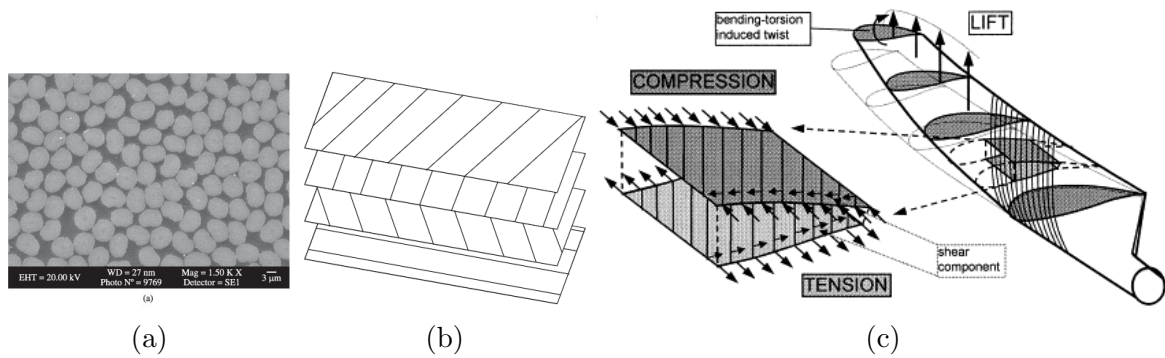 EHT = 20.00 kV
WD = 27 nm
Photo N° = 9769
Mag = 1.50 K X
Detector = SE1
3 μm
(a)
bending-torsion
induced twist
LIFT
COMPRESSION
TENSION
shear
component
(a)
(b)
(c)